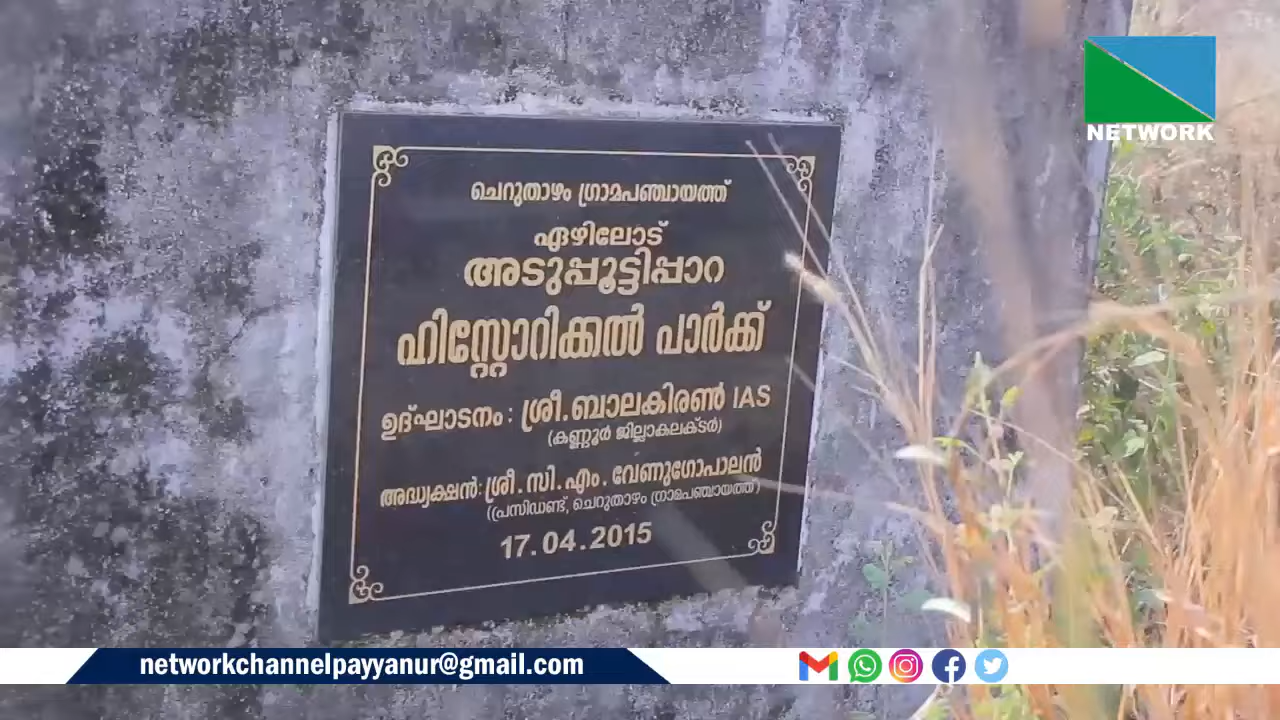 NETWORK
ചെറുതാഴം ഗ്രാമപഞ്ചായത്ത്
ഏഴിലോട്
അടുപ്പൂട്ടിപ്പാറ
ഹിസ്റ്റോറിക്കൽ പാർക്ക്
ഉദ്ഘാടനം : ശ്രീ.ബാലകിരൺ IAS
(കണ്ണൂർ ജില്ലാകലക്ടർ)
അദ്ധ്യക്ഷൻ: ശ്രീ.സി.എം.വേണുഗോപാലൻ
(പ്രസിഡണ്ട്, ചെറുതാഴം ഗ്രാമപഞ്ചായത്ത്)
17.04.2015
networkchannelpayyanur@gmail.com